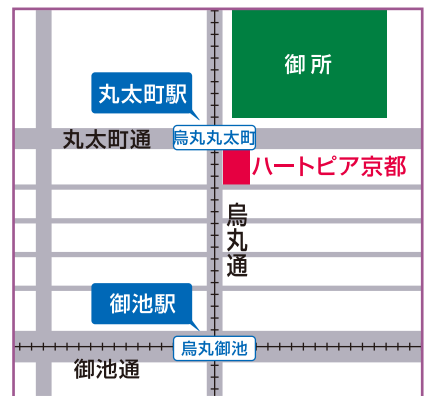 御所
丸太町駅
丸太町通
烏丸丸太町
ハートピア京都
烏丸通
御池駅
烏丸御池
御池通